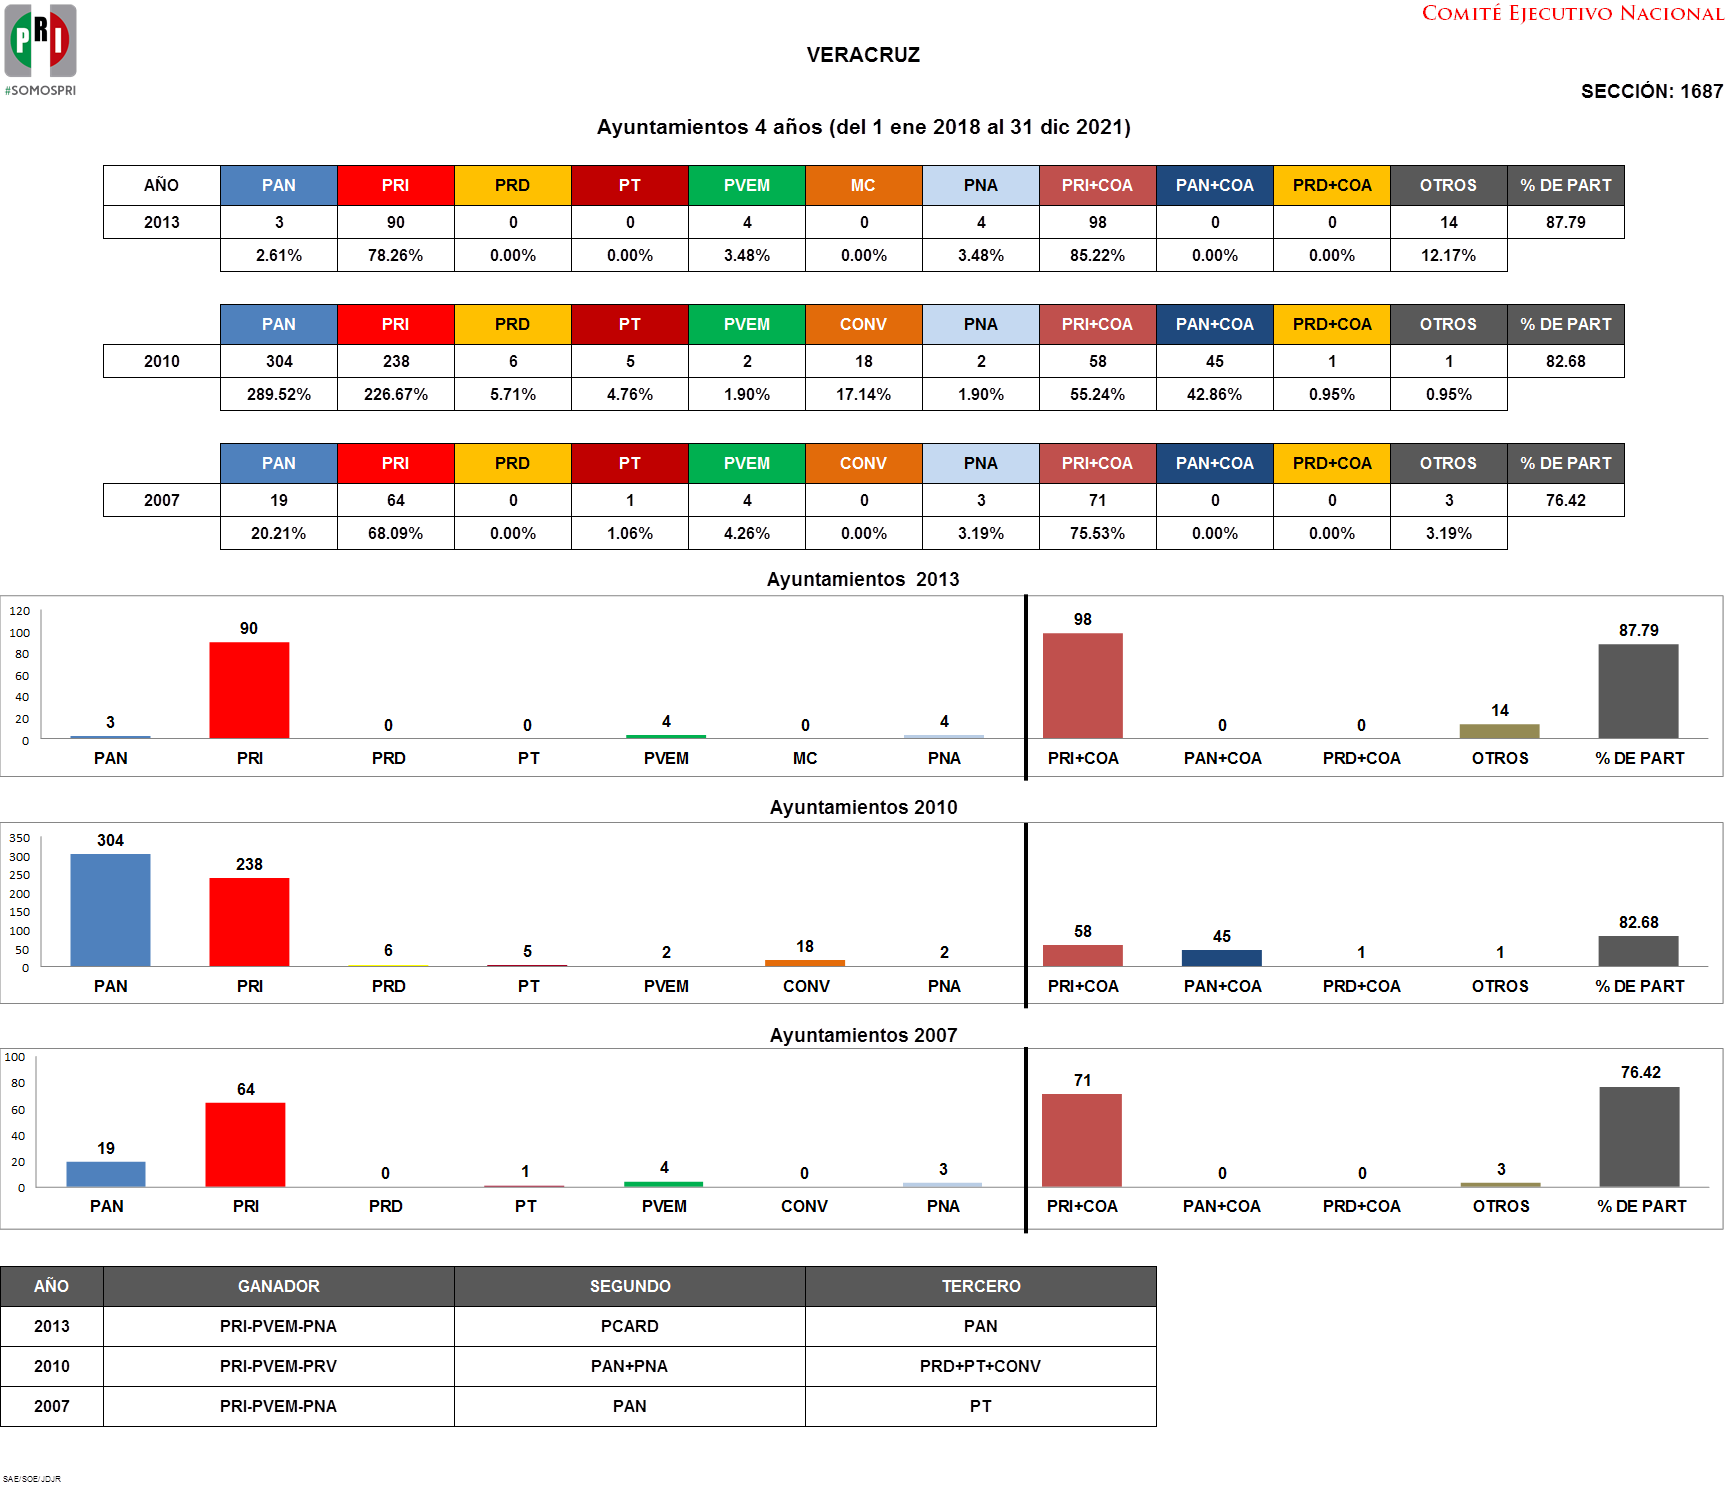 COMITÉ EJECUTIVO NACIONAL
PRI
#SOMOSPRI
VERACRUZ
SECCIÓN: 1687
Ayuntamientos 4 años (del 1 ene 2018 al 31 dic 2021)
AÑO PAN PRI PRD PT PVEM MC PNA PRI+COA PAN+COA PRD+COA OTROS % DE PART
2013 3 90 0 0 4 0 4 98 0 0 14 87.79
2.61% 78.26% 0.00% 0.00% 3.48% 0.00% 3.48% 85.22% 0.00% 0.00% 12.17%
PAN PRI PRD PT PVEM CONV PNA PRI+COA PAN+COA PRD+COA OTROS % DE PART
2010 304 238 6 5 2 18 2 58 45 1 1 82.68
289.52% 226.67% 5.71% 4.76% 1.90% 17.14% 1.90% 55.24% 42.86% 0.95% 0.95%
PAN PRI PRD PT PVEM CONV PNA PRI+COA PAN+COA PRD+COA OTROS % DE PART
2007 19 64 0 1 4 0 3 71 0 0 3 76.42
20.21% 68.09% 0.00% 1.06% 4.26% 0.00% 3.19% 75.53% 0.00% 0.00% 3.19%
Ayuntamientos 2013
120
100
80
60
40
20
0
3 90 0 0 4 0 4 98 0 0 14 87.79
PAN PRI PRD PT PVEM MC PNA PRI+COA PAN+COA PRD+COA OTROS % DE PART
Ayuntamientos 2010
350
300
250
200
150
100
50
0
304 238 6 5 2 18 2 58 45 1 1 82.68
PAN PRI PRD PT PVEM CONV PNA PRI+COA PAN+COA PRD+COA OTROS % DE PART
Ayuntamientos 2007
100
80
60
40
20
0
19 64 0 1 4 0 3 71 0 0 3 76.42
PAN PRI PRD PT PVEM CONV PNA PRI+COA PAN+COA PRD+COA OTROS % DE PART
AÑO GANADOR SEGUNDO TERCERO
2013 PRI-PVEM-PNA PCARD PAN
2010 PRI-PVEM-PRV PAN+PNA PRD+PT+CONV
2007 PRI-PVEM-PNA PAN PT
SAE/SOE/JDJR